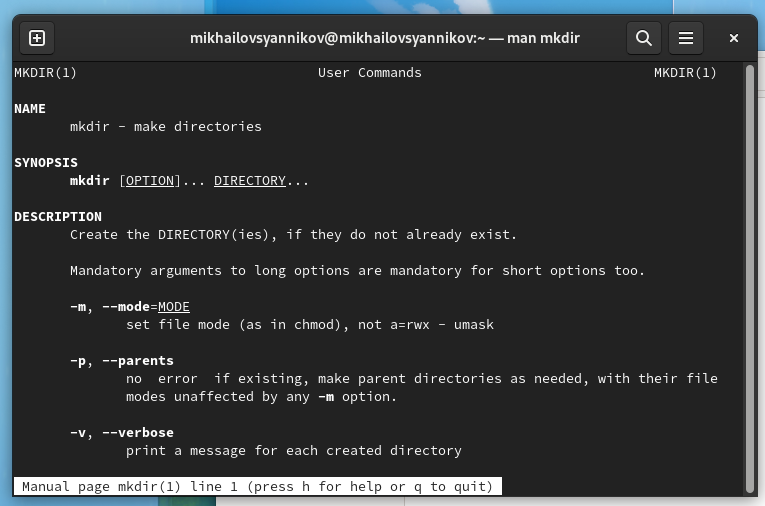 mikhailovsyannikov@mikhailovsyannikov:~ — man mkdir
MKDIR(1) User Commands MKDIR(1)
NAME
mkdir - make directories
SYNOPSIS
mkdir [OPTION]... DIRECTORY...
DESCRIPTION
Create the DIRECTORY(ies), if they do not already exist.
Mandatory arguments to long options are mandatory for short options too.
-m, --mode=MODE
set file mode (as in chmod), not a=rwx - umask
-p, --parents
no error if existing, make parent directories as needed, with their file
modes unaffected by any -m option.
-v, --verbose
print a message for each created directory
Manual page mkdir(1) line 1 (press h for help or q to quit)